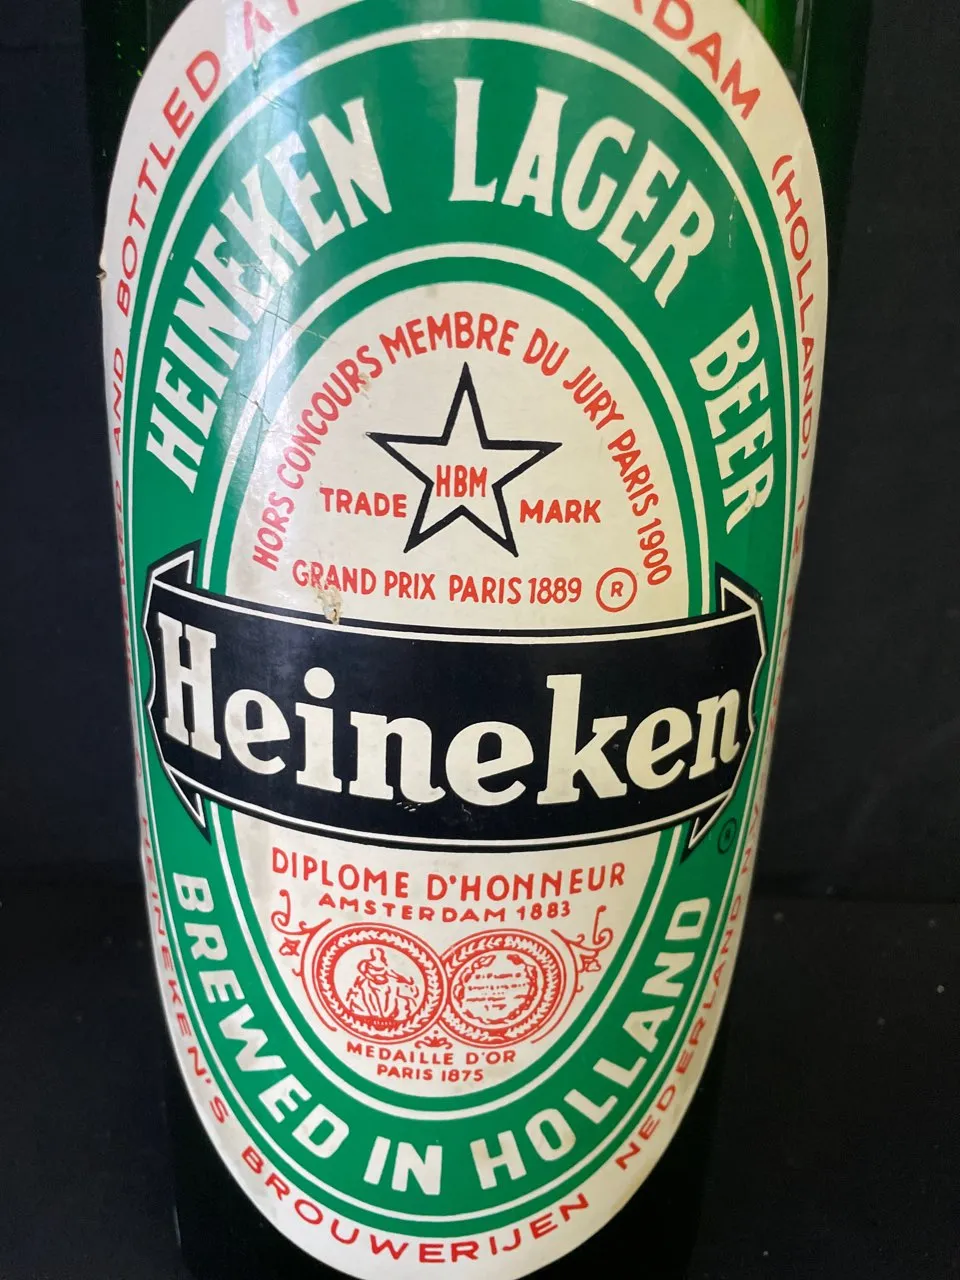 BOTTLED
DAM (HOLLAND)
HEINEKEN LAGER BEER
HORS CONCOURS MEMBRE DU JURY PARIS 1900
HBM
TRADE MARK
GRAND PRIX PARIS 1889 ®
Heineken
®
DIPLOME D'HONNEUR
AMSTERDAM 1883
MEDAILLE D'OR
PARIS 1875
BREWED IN HOLLAND
HEINEKEN'S BROUWERIJEN NEDERLAND N.V.